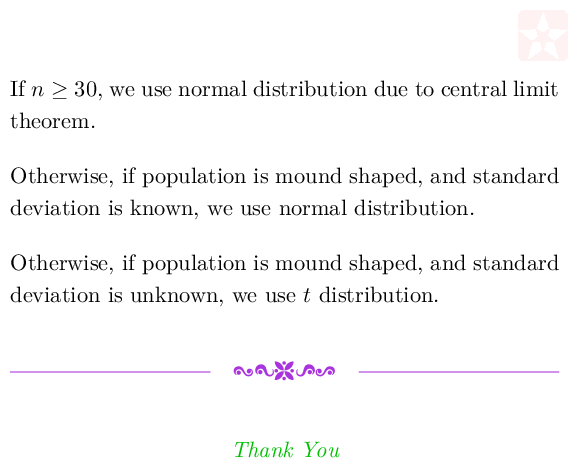 If n ≥ 30, we use normal distribution due to central limit
theorem.
Otherwise, if population is mound shaped, and standard
deviation is known, we use normal distribution.
Otherwise, if population is mound shaped, and standard
deviation is unknown, we use t distribution.
Thank You